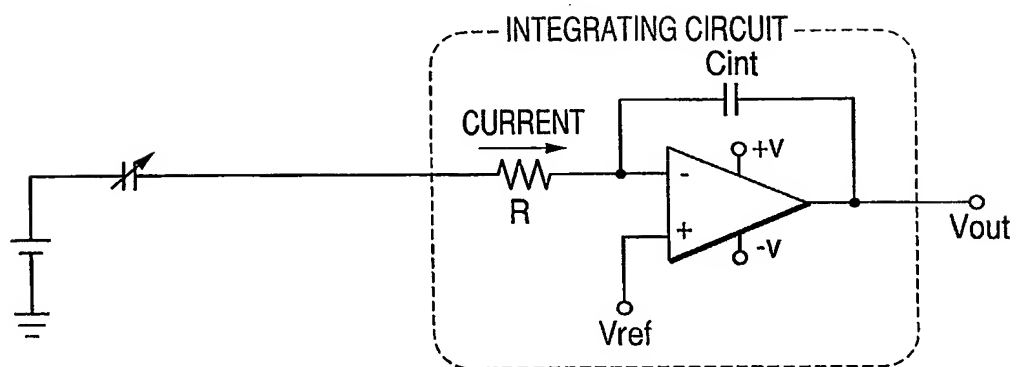 INTEGRATING CIRCUIT
Cint
CURRENT
+V
-
R
+
-V
Vout
Vref